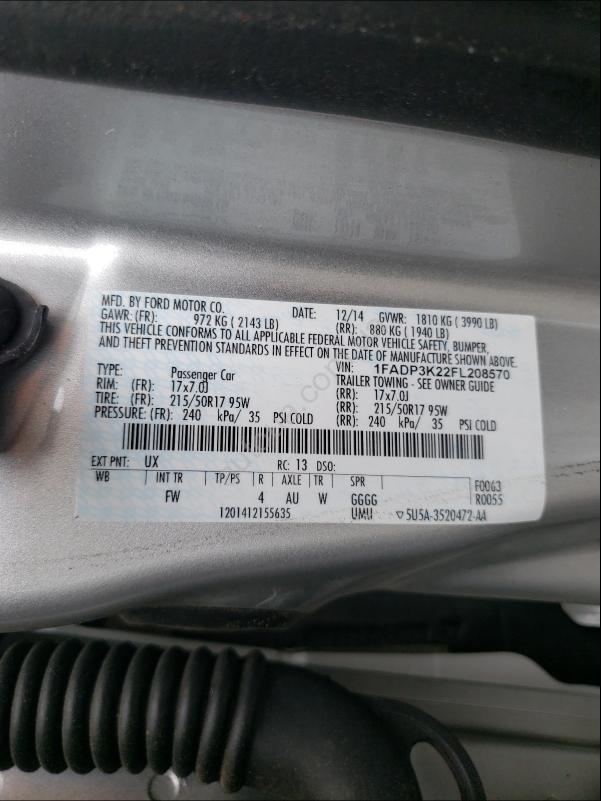 MFD. BY FORD MOTOR CO. DATE: 12/14 GVWR: 1810 KG ( 3990 LB)
GAWR: (FR): 972 KG ( 2143 LB) (RR): 880 KG ( 1940 LB)
THIS VEHICLE CONFORMS TO ALL APPLICABLE FEDERAL MOTOR VEHICLE SAFETY, BUMPER,
AND THEFT PREVENTION STANDARDS IN EFFECT ON THE DATE OF MANUFACTURE SHOWN ABOVE.
VIN: 1FADP3K22FL208570
TYPE: Passenger Car TRAILER TOWING - SEE OWNER GUIDE
RIM: (FR): 17x7.0J (RR): 17x7.0J
TIRE: (FR): 215/50R17 95W (RR): 215/50R17 95W
PRESSURE: (FR): 240 kPa/ 35 PSI COLD (RR): 240 kPa/ 35 PSI COLD
EXT PNT: UX RC: 13 DSO:
WB INT TR TP/PS R AXLE TR SPR F0063
FW 4 AU W GGGG R0055
1201412155635 UMU ▽5U5A-3520472-AA